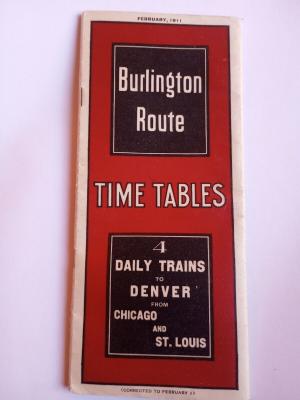 FEBRUARY, 1911
Burlington
Route
TIME TABLES
4
DAILY TRAINS
TO
DENVER
FROM
CHICAGO
AND
ST. LOUIS
(CORRECTED TO FEBRUARY